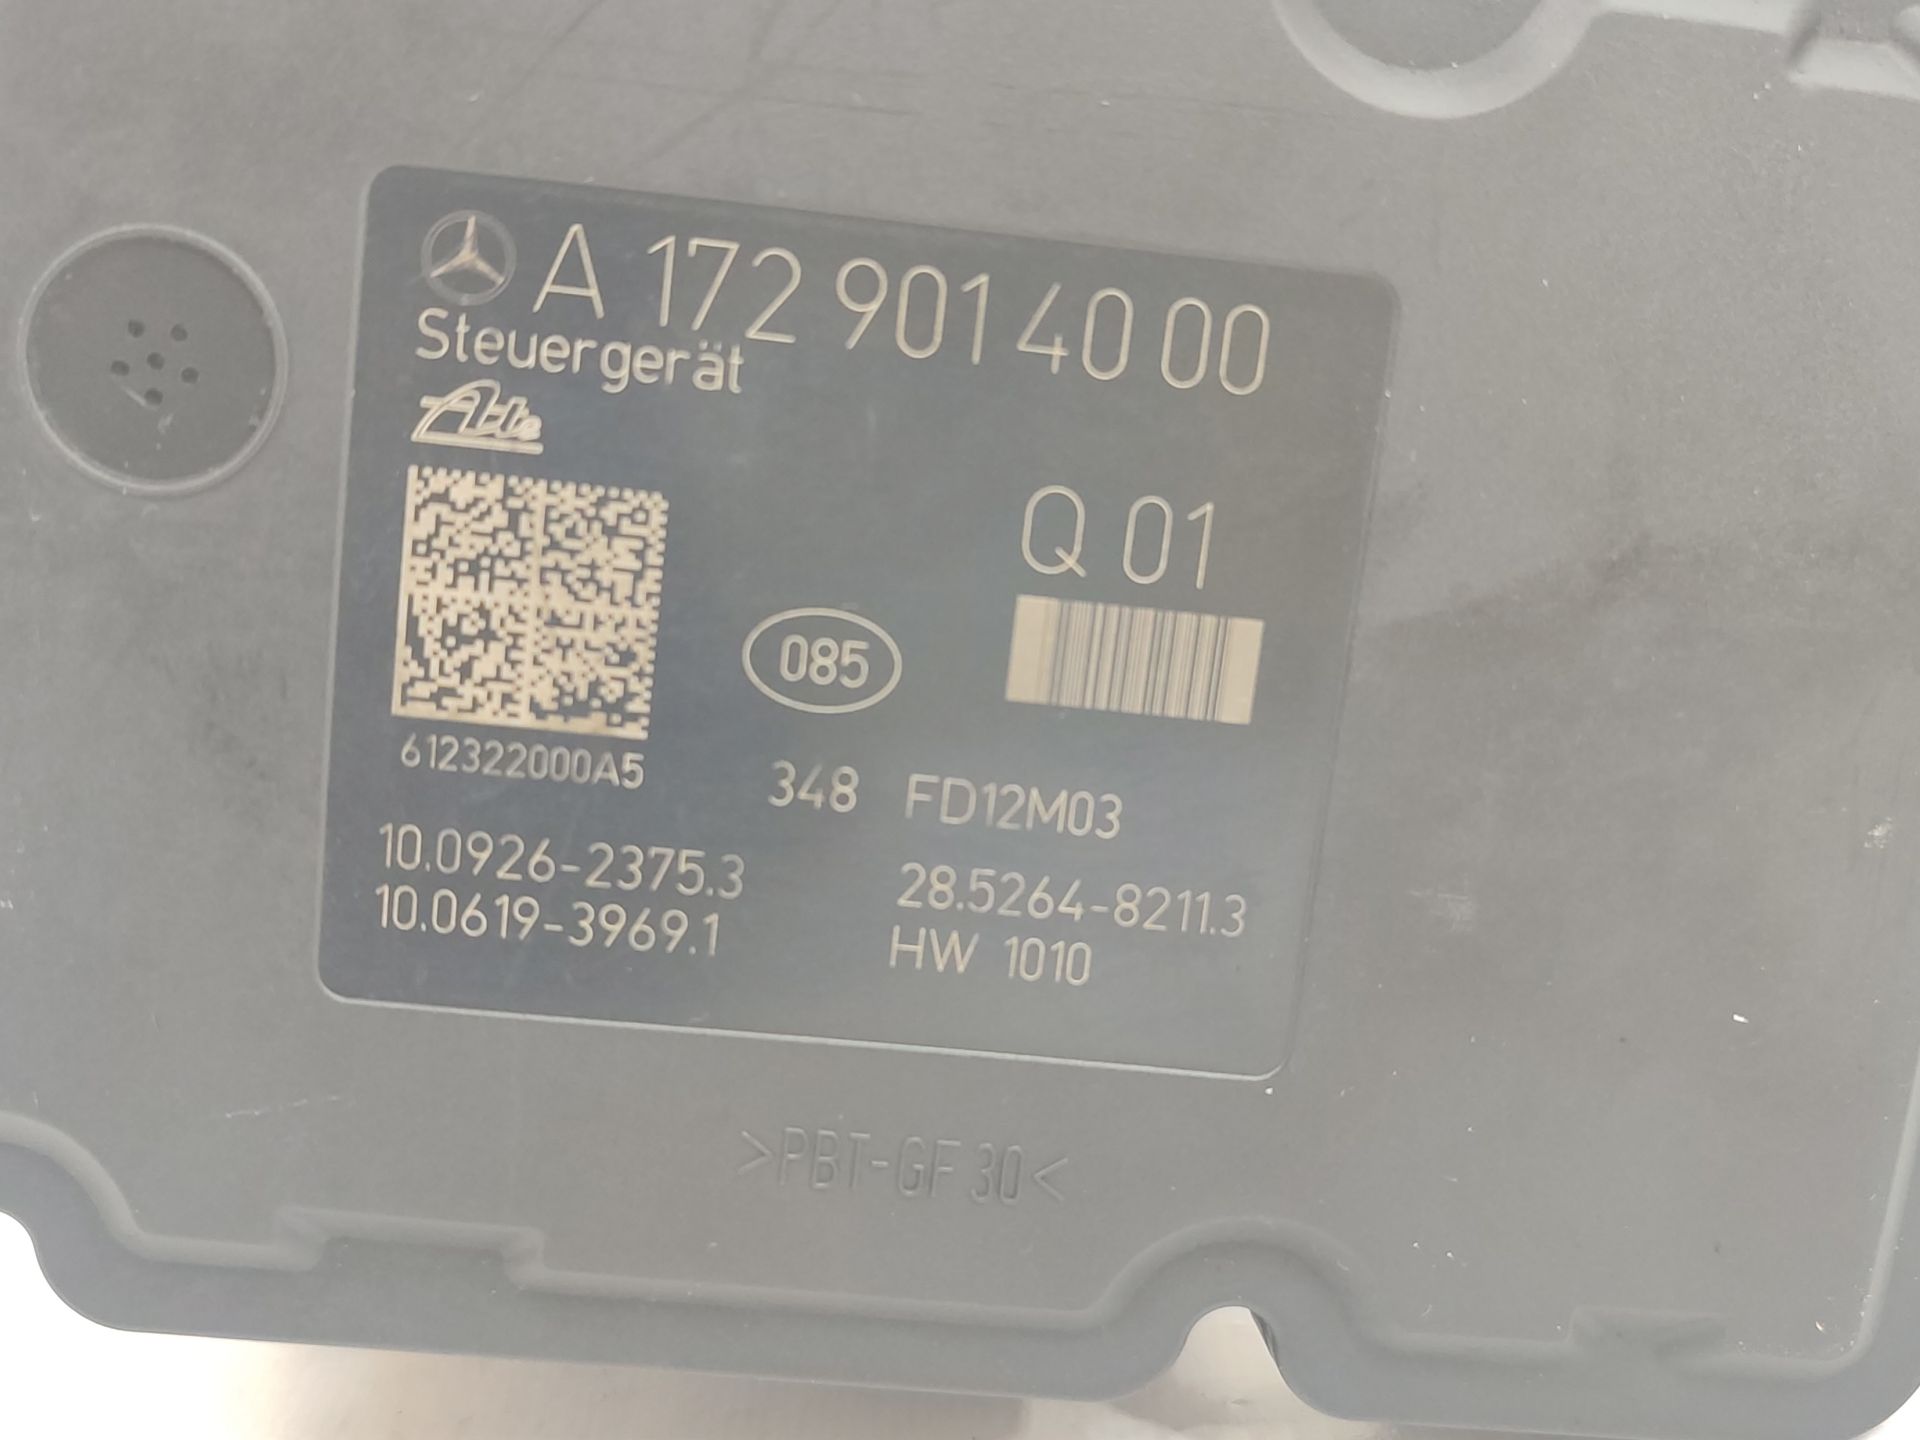 A 172 901 40 00
Steuergerät
Ate
Q 01
085
612322000A5
348 FD12M03
10.0926-2375.3 28.5264-8211.3
10.0619-3969.1 HW 1010
>PBT-GF 30<